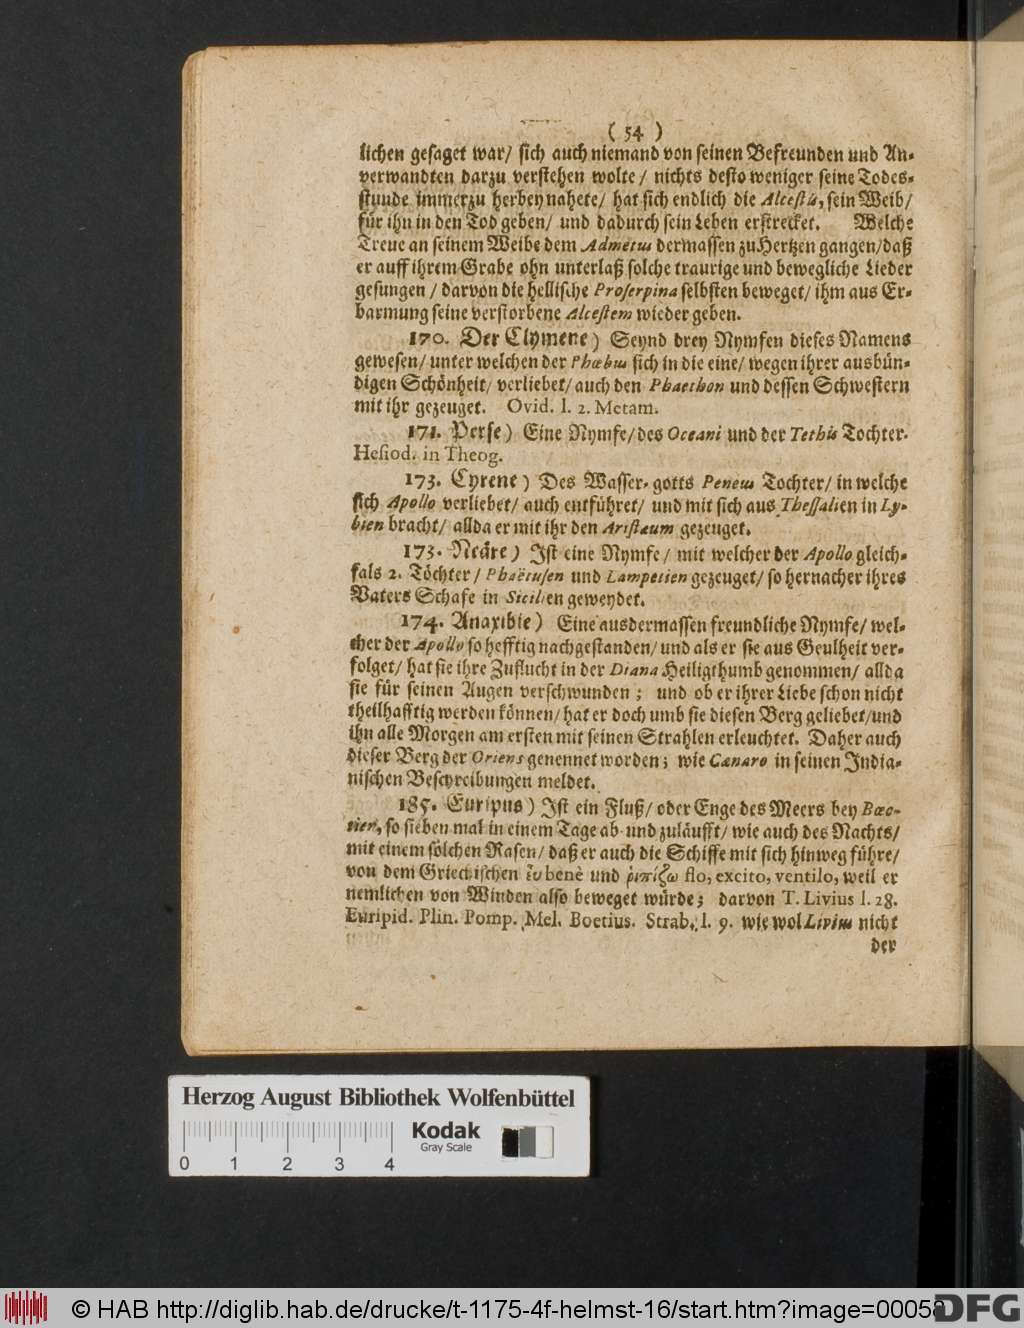 ( 54 )
lichen gesaget war/ sich auch niemand von seinen Befreunden und An-
verwandten darzu verstehen wolte/ nichts desto weniger seine Todes-
stunde immerzu herbey nahete/ hat sich endlich die Alcestis, sein Weib/
für ihn in den Tod geben/ und dadurch sein Leben erstrecket. Welche
Treue an seinem Weibe dem Admetus dermassen zu Hertzen gangen/ daß
er auff ihrem Grabe ohn unterlaß solche traurige und bewegliche Lieder
gesungen / darvon die hellische Proserpina selbsten beweget/ ihm aus Er-
barmung seine verstorbene Alcestem wieder geben.
170. Der Clymene) Seynd drey Nymfen dieses Namens
gewesen/ unter welchen der Phœbus sich in die eine/ wegen ihrer ausbün-
digen Schönheit/ verliebet/ auch den Phaethon und dessen Schwestern
mit ihr gezeuget. Ovid. l. 2. Metam.
171. Perse) Eine Nymfe/ des Oceani und der Tethis Tochter.
Hesiod. in Theog.
173. Cyrene) Des Wasser-gotts Peneus Tochter/ in welche
sich Apollo verliebet/ auch entführet/ und mit sich aus Thessalien in Ly-
bien bracht/ allda er mit ihr den Aristæum gezeuget.
173. Neäre) Ist eine Nymfe/ mit welcher der Apollo gleich-
fals 2. Töchter/ Phaëtusen und Lampetien gezeuget/ so hernacher ihres
Vaters Schafe in Sicilien geweydet.
174. Anaxibie) Eine ausdermassen freundliche Nymfe/ wel-
cher der Apollo so hefftig nachgestanden/ und als er sie aus Geulheit ver-
folget/ hat sie ihre Zuflucht in der Diana Heiligthumb genommen/ allda
sie für seinen Augen verschwunden; und ob er ihrer Liebe schon nicht
theilhafftig werden können/ hat er doch umb sie diesen Berg geliebet/ und
ihn alle Morgen am ersten mit seinen Strahlen erleuchtet. Daher auch
dieser Berg der Oriens genennet worden; wie Cænaro in seinen India-
nischen Beschreibungen meldet.
185. Euripus) Ist ein Fluß/ oder Enge des Meers bey Bœo-
tien, so sieben mal in einem Tage ab- und zuläufft/ wie auch des Nachts/
mit einem solchen Rasen/ daß er auch die Schiffe mit sich hinweg führe/
von dem Griechischen εὖ benè und ῥιπίζω flo, excito, ventilo, weil er
nemlichen von Winden also beweget würde; darvon T. Livius l. 28.
Euripid. Plin. Pomp. Mel. Boetius. Strab. l. 9. wie wol Livius nicht
der
Herzog August Bibliothek Wolfenbüttel
Kodak
Gray Scale
0 1 2 3 4
© HAB http://diglib.hab.de/drucke/t-1175-4f-helmst-16/start.htm?image=00058
DFG